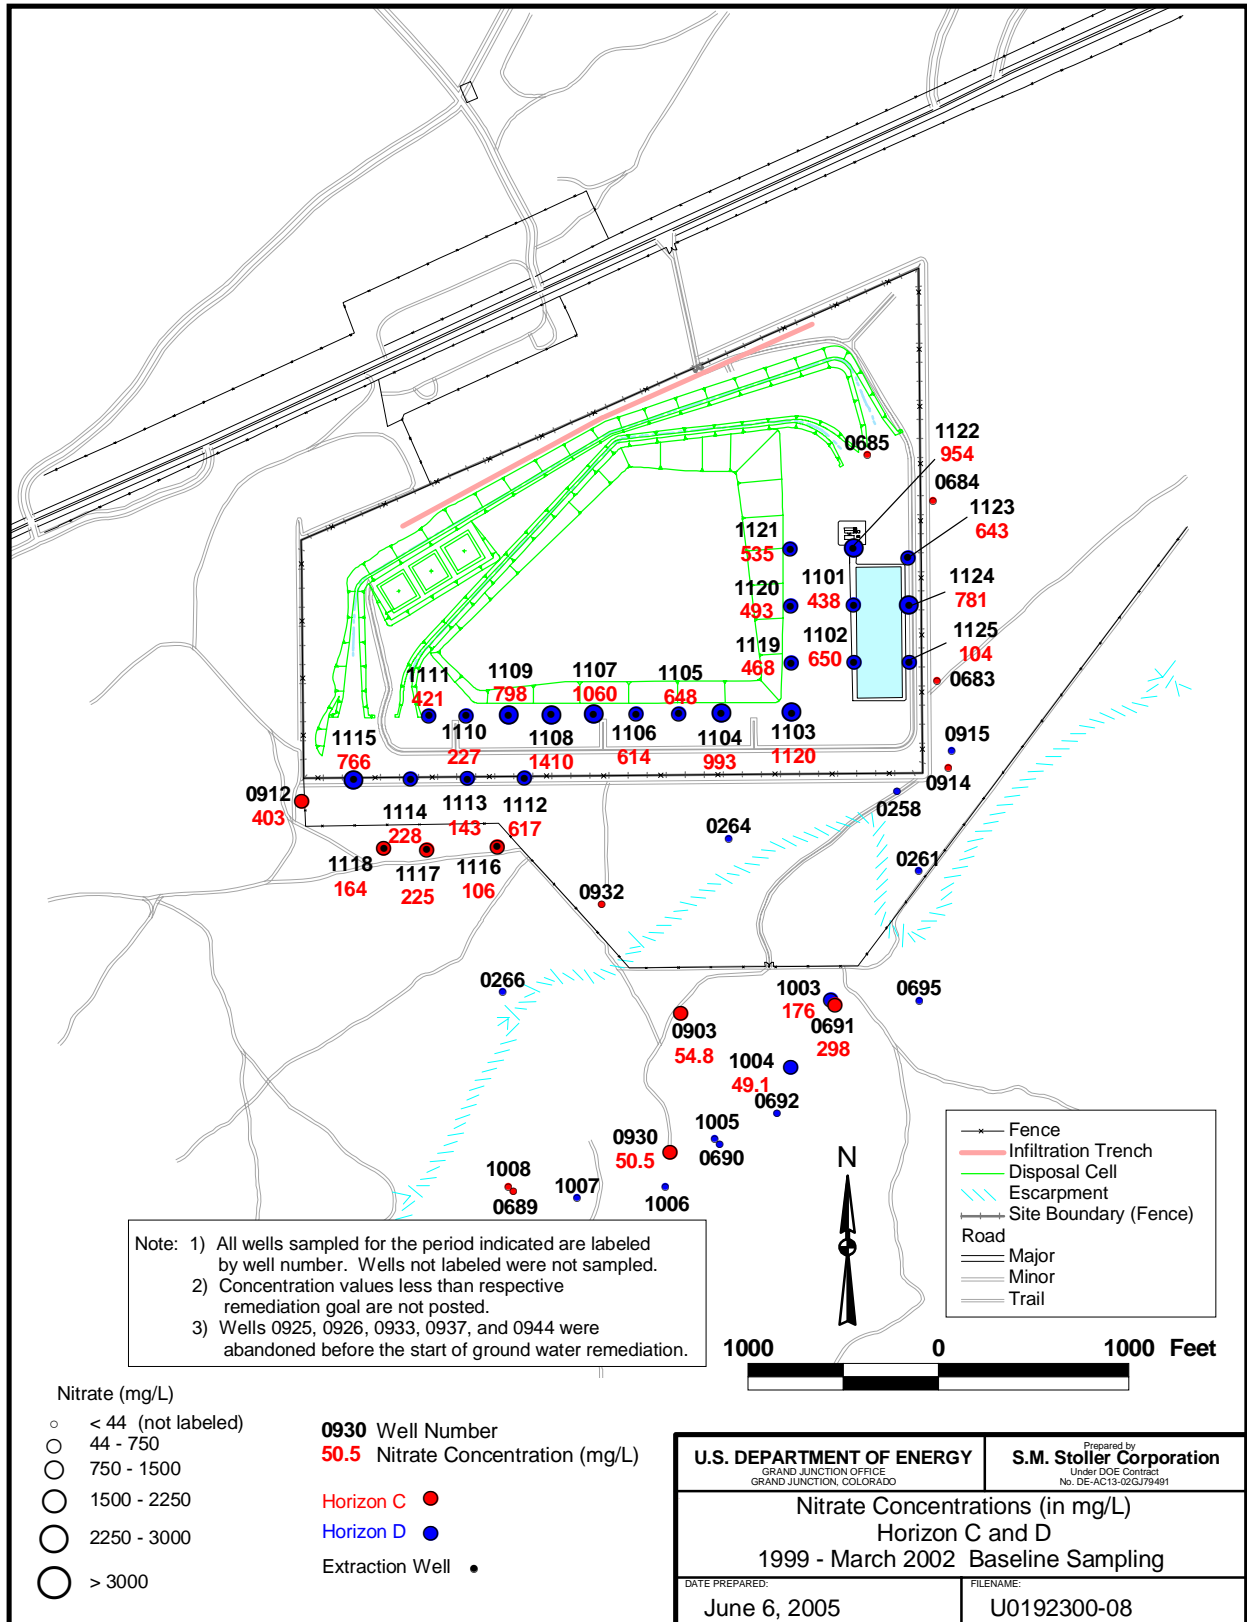 0685
1122
954
0684
1123
643
1121
535
1120
493
1119
468
1101
438
1102
650
1124
781
1125
104
0683
1111
421
1109
798
1107
1060
1105
648
1115
766
1110
227
1108
1410
1106
614
1104
993
1103
1120
0915
0914
0258
0912
403
1114
228
1113
143
1112
617
0264
0261
1118
164
1117
225
1116
106
0932
0266
1003
176
0691
298
0695
0903
54.8
1004
49.1
0692
1005
0690
0930
50.5
1008
0689
1007
1006
N
Fence
Infiltration Trench
Disposal Cell
Escarpment
Site Boundary (Fence)
Road
Major
Minor
Trail
Note: 1) All wells sampled for the period indicated are labeled
by well number. Wells not labeled were not sampled.
2) Concentration values less than respective
remediation goal are not posted.
3) Wells 0925, 0926, 0933, 0937, and 0944 were
abandoned before the start of ground water remediation.
1000 0 1000 Feet
Nitrate (mg/L)
< 44 (not labeled)
44 - 750
750 - 1500
1500 - 2250
2250 - 3000
> 3000
0930 Well Number
50.5 Nitrate Concentration (mg/L)
Horizon C
Horizon D
Extraction Well
U.S. DEPARTMENT OF ENERGY
GRAND JUNCTION OFFICE
GRAND JUNCTION, COLORADO
Prepared by
S.M. Stoller Corporation
Under DOE Contract
No. DE-AC13-02GJ79491
Nitrate Concentrations (in mg/L)
Horizon C and D
1999 - March 2002 Baseline Sampling
DATE PREPARED:
June 6, 2005
FILENAME:
U0192300-08